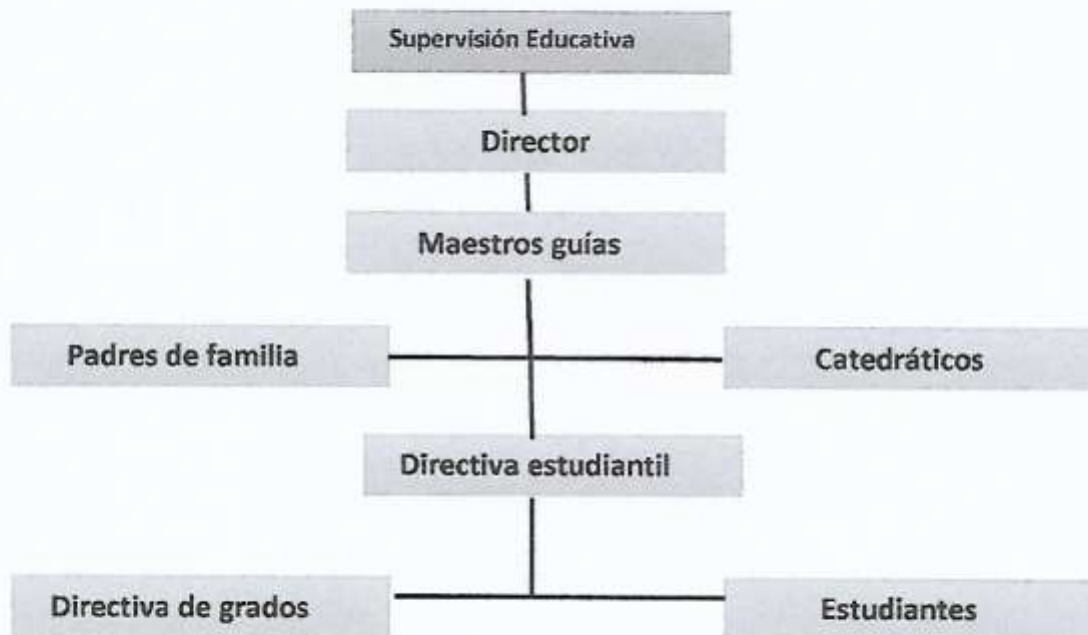 Supervisión Educativa
Director
Maestros guías
Padres de familia
Catedráticos
Directiva estudiantil
Directiva de grados
Estudiantes